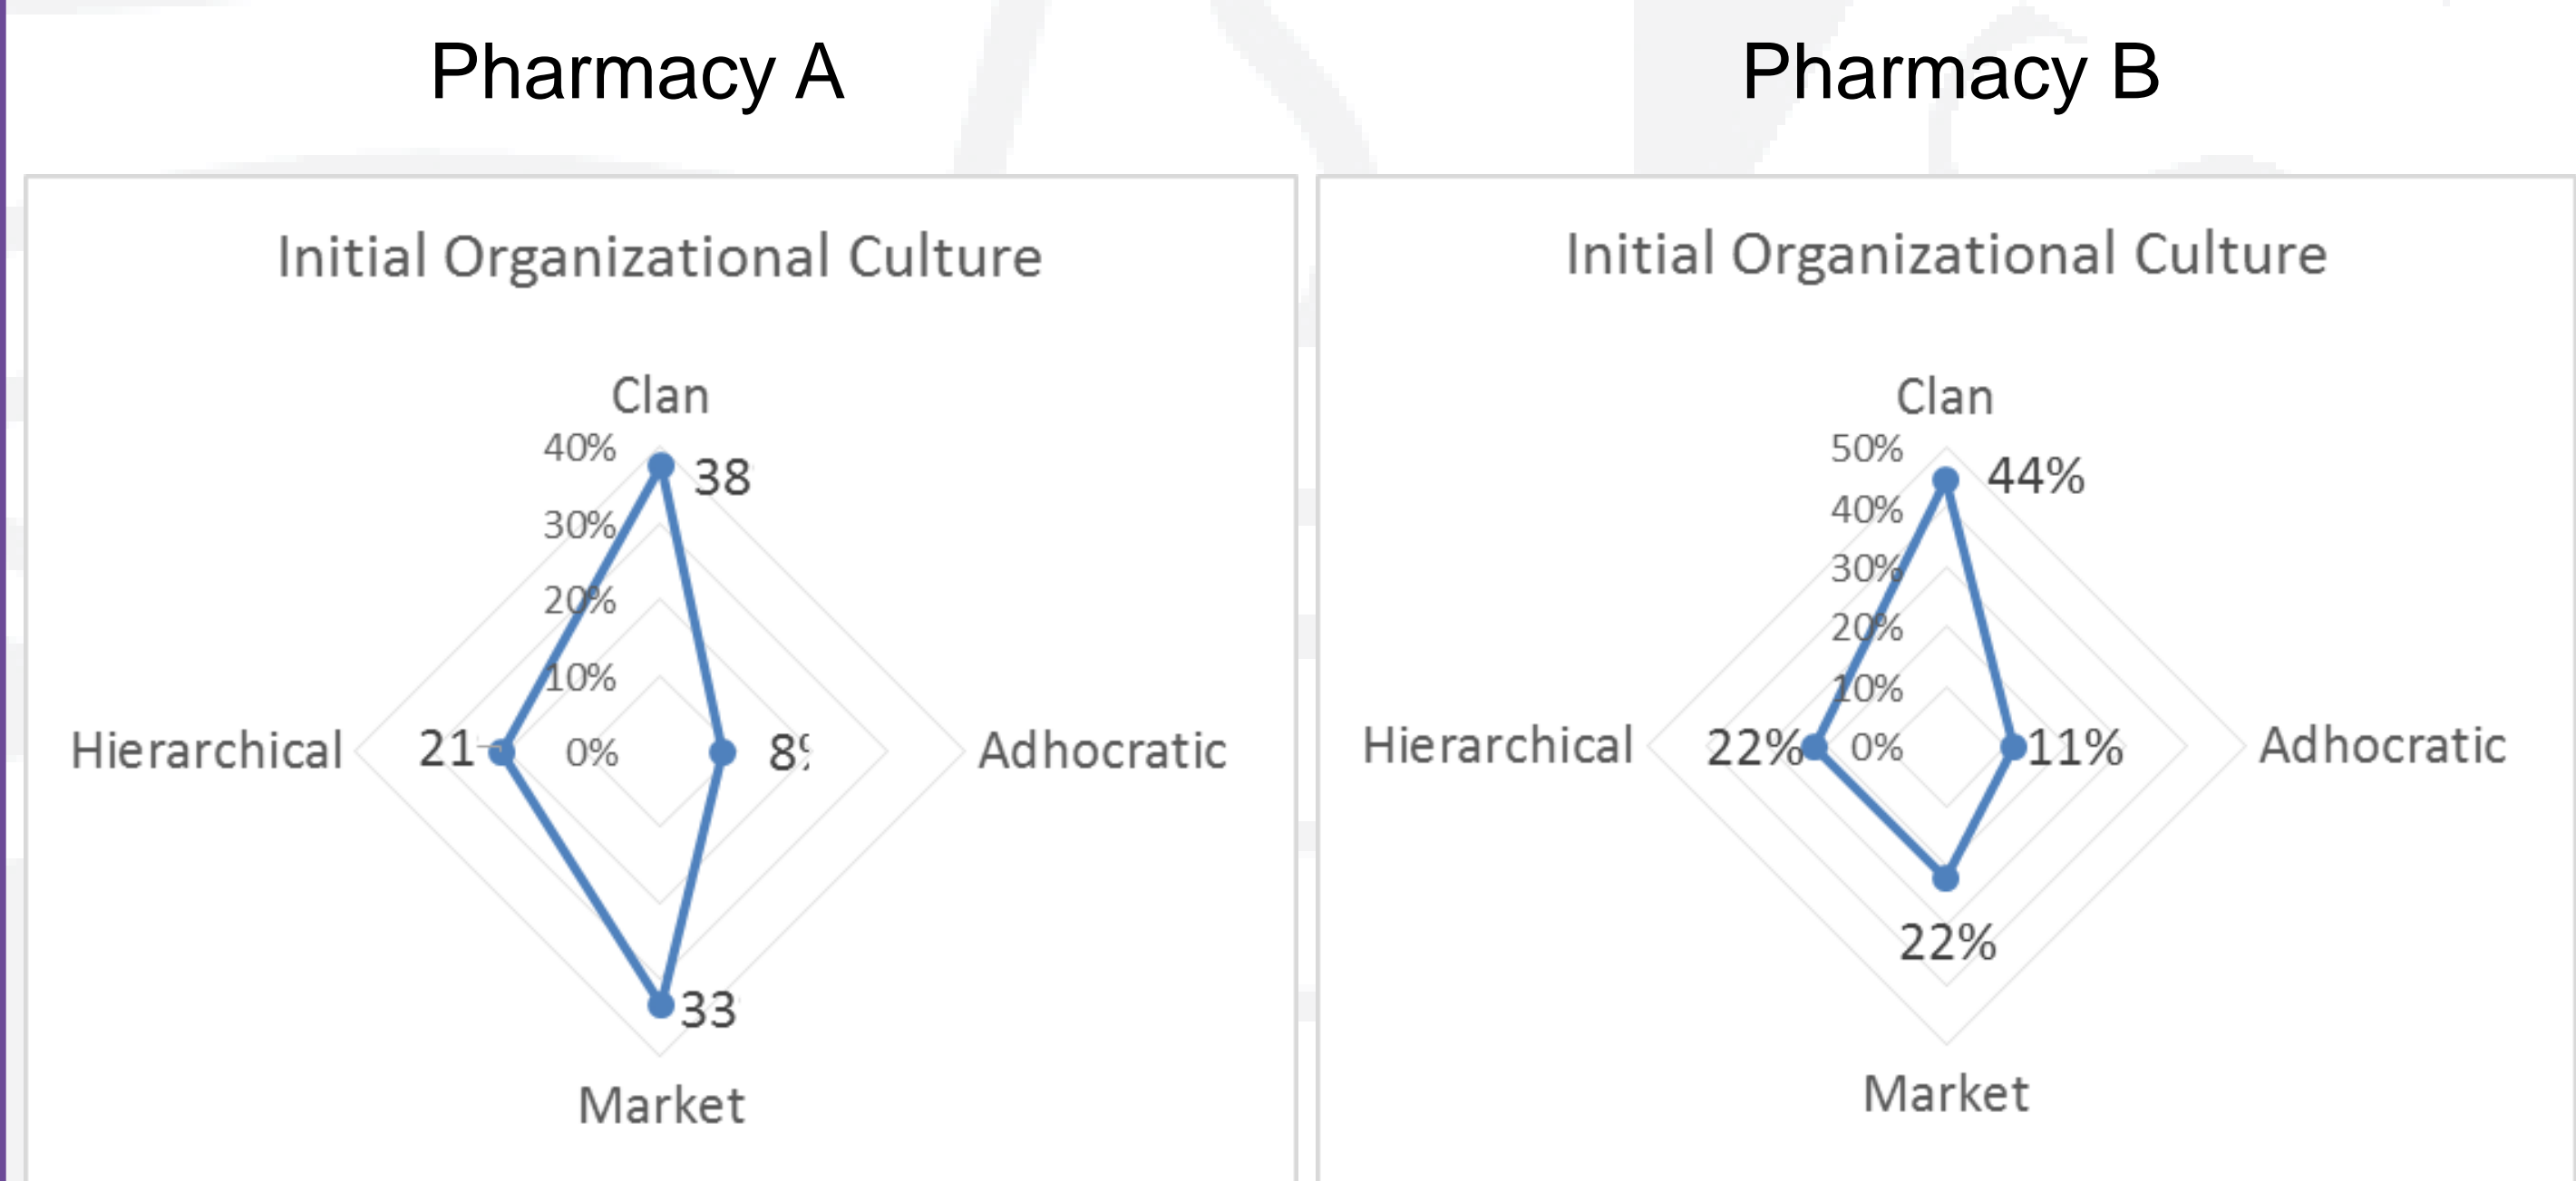 Pharmacy A
Initial Organizational Culture
Clan
40%
38
30%
20%
10%
Hierarchical
21
0%
8%
Adhocratic
33
Market
Pharmacy B
Initial Organizational Culture
Clan
50%
44%
40%
30%
20%
10%
Hierarchical
22%
0%
11%
Adhocratic
22%
Market